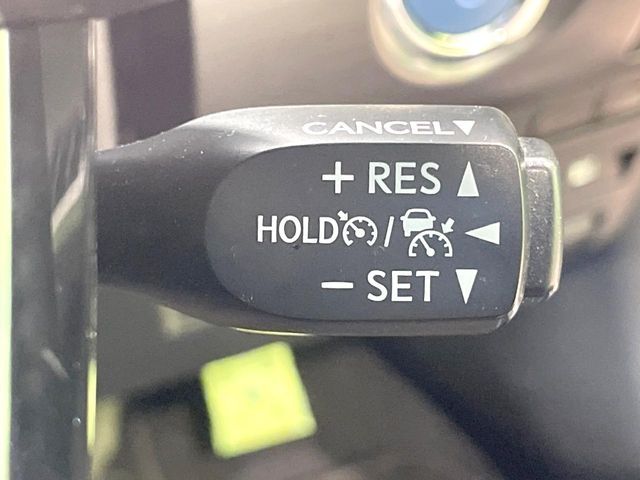 CANCEL▼
+ RES ▲
HOLD / ◀
− SET ▼